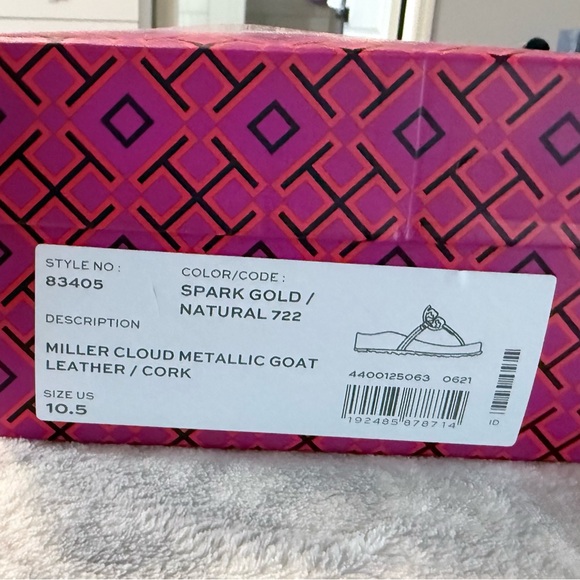 STYLE NO :
83405
COLOR/CODE :
SPARK GOLD /
NATURAL 722
DESCRIPTION
MILLER CLOUD METALLIC GOAT
LEATHER / CORK
SIZE US
10.5
4400125063 0621
192485 878714
ID